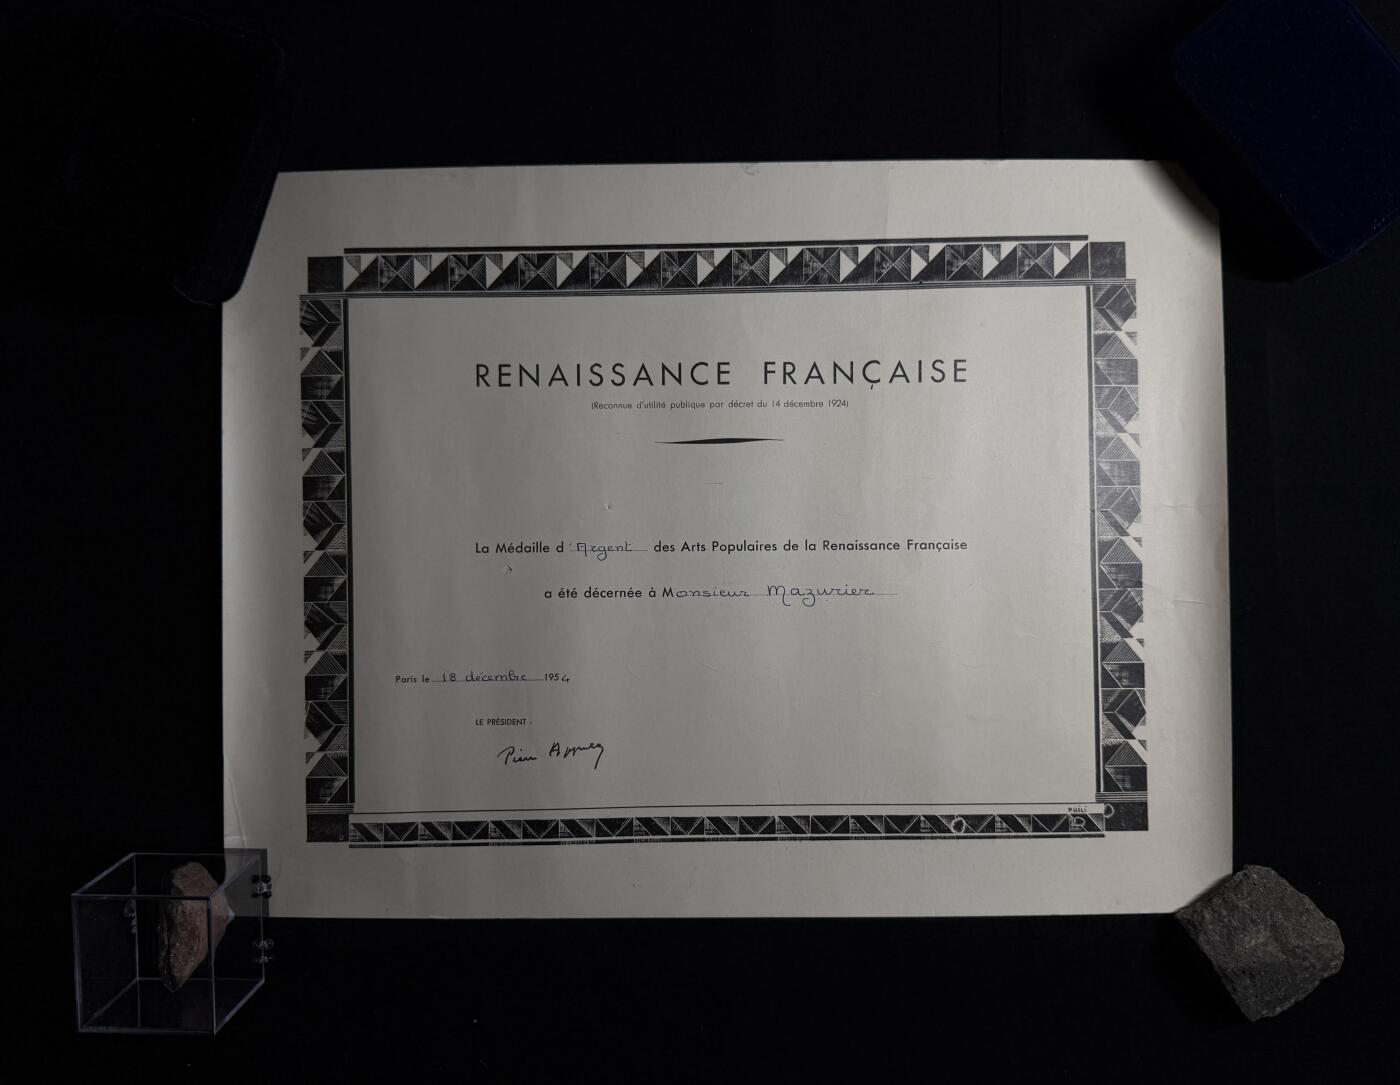 RENAISSANCE FRANÇAISE
(Reconnue d'utilité publique par décret du 14 décembre 1924)
La Médaille d'Argent des Arts Populaires de la Renaissance Française
a été décernée à Monsieur Mazurier
Paris le 18 décembre 1954
LE PRÉSIDENT :